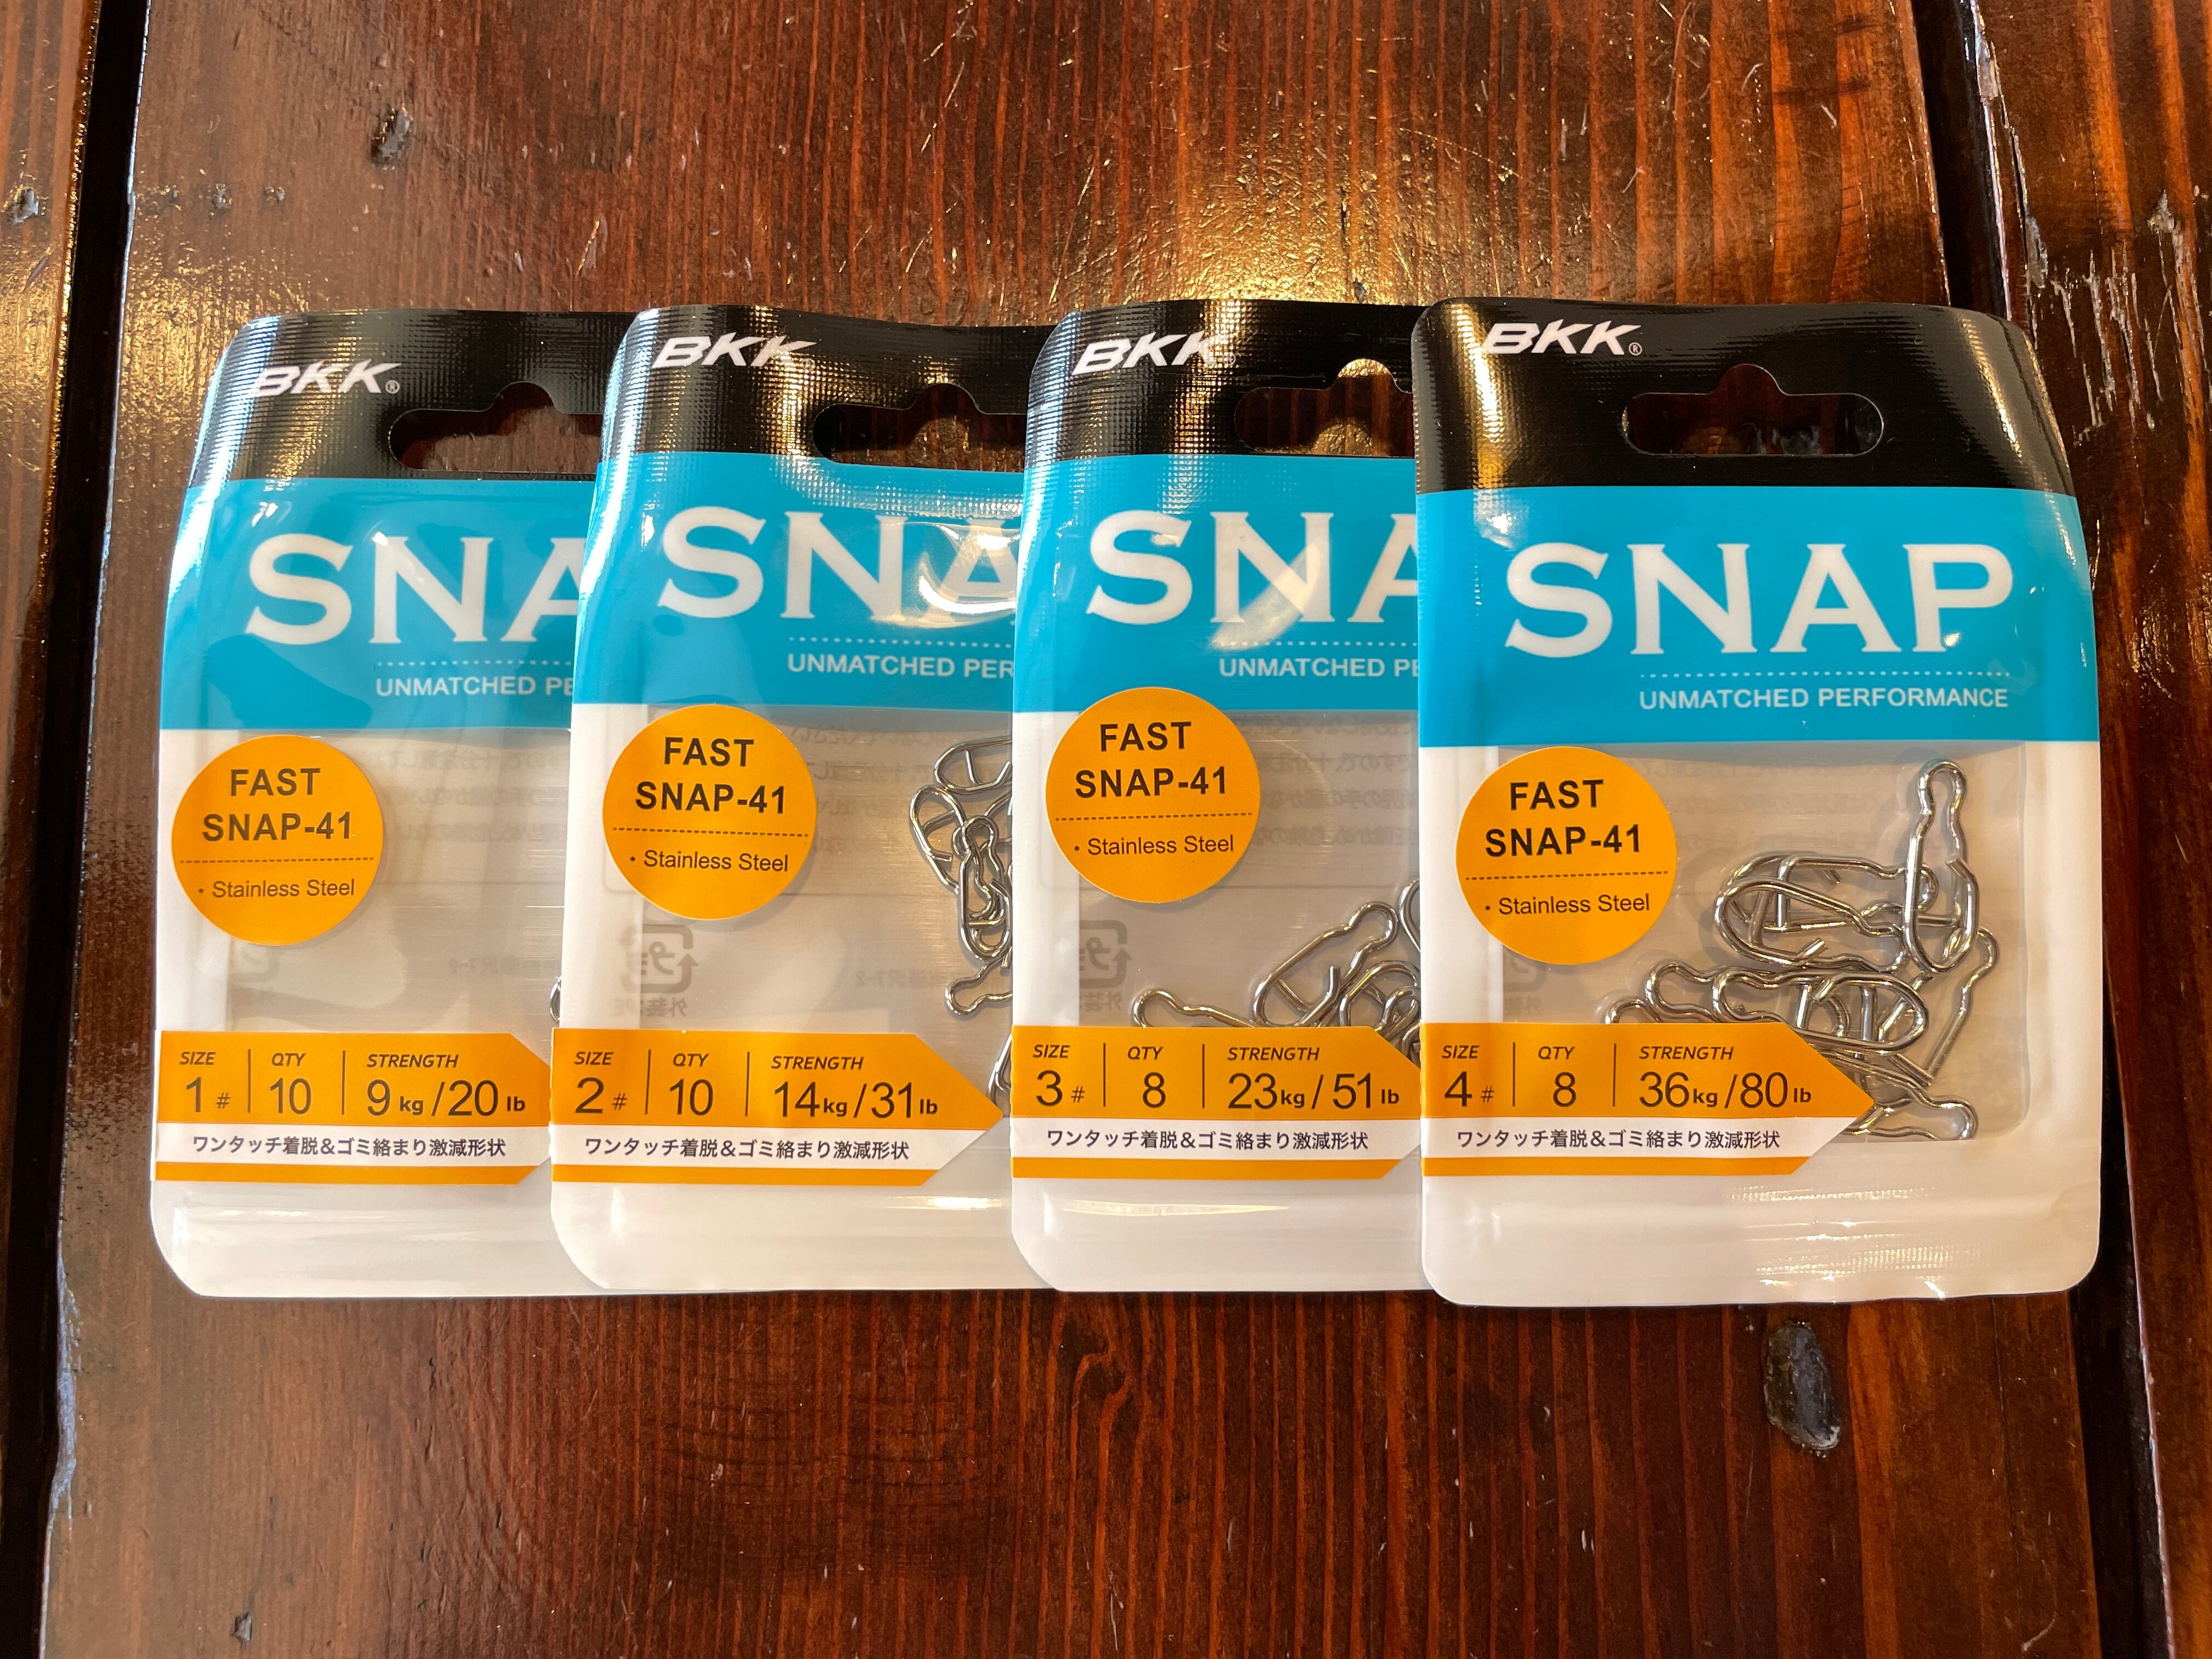 BKK®
SNA
UNMATCHED PE
FAST
SNAP-41
・Stainless Steel
SIZE QTY STRENGTH
1# 10 9kg/20lb
ワンタッチ着脱&ゴミ絡まり激減形状
BKK
SNA
UNMATCHED PER
FAST
SNAP-41
・Stainless Steel
SIZE QTY STRENGTH
2# 10 14kg/31lb
ワンタッチ着脱&ゴミ絡まり激減形状
BKK
SNA
UNMATCHED PE
FAST
SNAP-41
・Stainless Steel
SIZE QTY STRENGTH
3# 8 23kg/51lb
ワンタッチ着脱&ゴミ絡まり激減形状
BKK®
SNAP
UNMATCHED PERFORMANCE
FAST
SNAP-41
・Stainless Steel
SIZE QTY STRENGTH
4# 8 36kg/80lb
ワンタッチ着脱&ゴミ絡まり激減形状